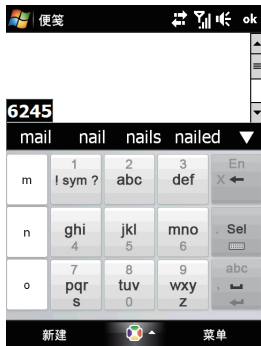 便笺 ok
6245
mail nail nails nailed
m
1
! sym ?
2
abc
3
def
En
X
n
ghi
4
jkl
5
mno
6
. Sel
o
7
pqr
s
8
tuv
0
9
wxy
z
abc
,
新建 菜单